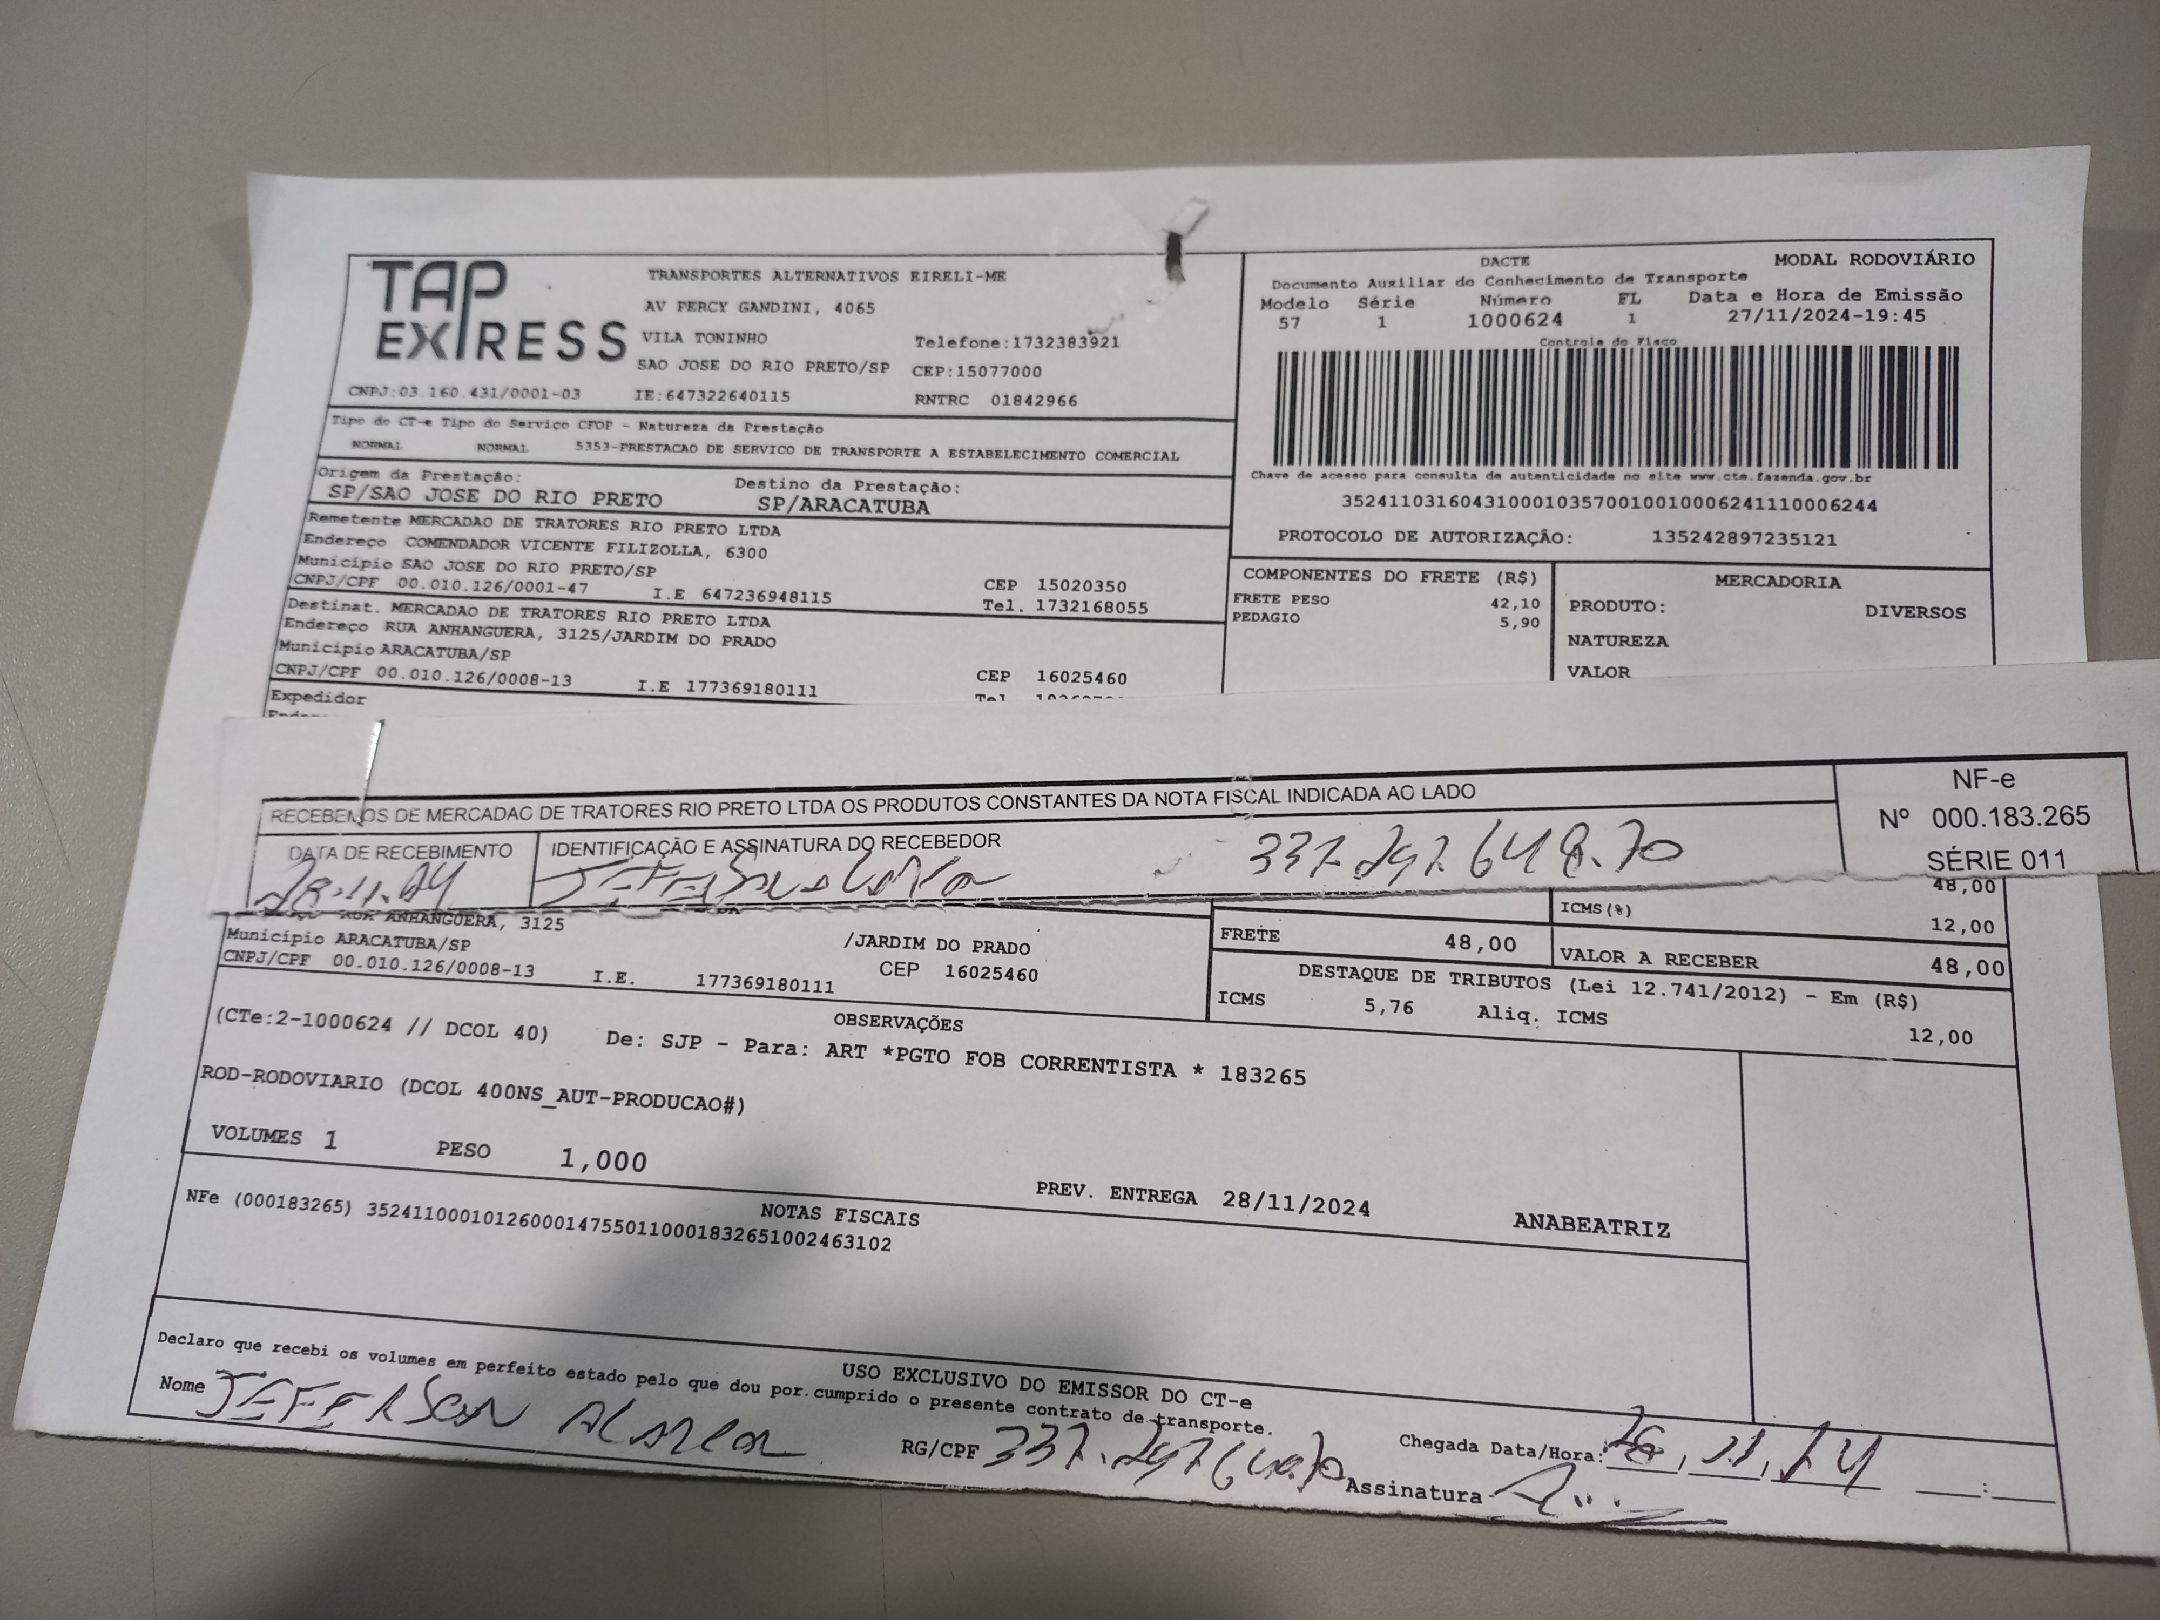 TAP EXPRESS
TRANSPORTES ALTERNATIVOS EIRELI-ME
AV PERCY GANDINI, 4065
VILA TONINHO Telefone:1732383921
SAO JOSE DO RIO PRETO/SP CEP:15077000
CNPJ:03.160.431/0001-03 IE:647322640115 RNTRC 01842966
Tipo do CT-e Tipo do Serviço CFOP - Natureza da Prestação
NORMAL NORMAL 5353-PRESTACAO DE SERVICO DE TRANSPORTE A ESTABELECIMENTO COMERCIAL
Origem da Prestação: Destino da Prestação:
SP/SAO JOSE DO RIO PRETO SP/ARACATUBA
Remetente MERCADAO DE TRATORES RIO PRETO LTDA
Endereço COMENDADOR VICENTE FILIZOLLA, 6300
Município SAO JOSE DO RIO PRETO/SP CEP 15020350
CNPJ/CPF 00.010.126/0001-47 I.E 647236948115 Tel. 1732168055
Destinat. MERCADAO DE TRATORES RIO PRETO LTDA
Endereço RUA ANHANGUERA, 3125/JARDIM DO PRADO
Município ARACATUBA/SP CEP 16025460
CNPJ/CPF 00.010.126/0008-13 I.E 177369180111 Tel
Expedidor
DACTE MODAL RODOVIÁRIO
Documento Auxiliar do Conhecimento de Transporte
Modelo Série Número FL Data e Hora de Emissão
57 1 1000624 1 27/11/2024-19:45
Controle do Fisco
Chave de acesso para consulta de autenticidade no site www.cte.fazenda.gov.br
35241103160431000103570010010006241110006244
PROTOCOLO DE AUTORIZAÇÃO: 135242897235121
COMPONENTES DO FRETE (R$) MERCADORIA
FRETE PESO 42,10 PRODUTO: DIVERSOS
PEDAGIO 5,90
NATUREZA
VALOR
RECEBEMOS DE MERCADAO DE TRATORES RIO PRETO LTDA OS PRODUTOS CONSTANTES DA NOTA FISCAL INDICADA AO LADO
DATA DE RECEBIMENTO IDENTIFICAÇÃO E ASSINATURA DO RECEBEDOR
28.11.24 337.297.648.70
NF-e
Nº 000.183.265
SÉRIE 011
48,00
RUA ANHANGUERA, 3125 ICMS(%) 12,00
Município ARACATUBA/SP /JARDIM DO PRADO FRETE 48,00 VALOR A RECEBER 48,00
CNPJ/CPF 00.010.126/0008-13 I.E. 177369180111 CEP 16025460
DESTAQUE DE TRIBUTOS (Lei 12.741/2012) - Em (R$)
ICMS 5,76 Aliq. ICMS 12,00
OBSERVAÇÕES
(CTe:2-1000624 // DCOL 40) De: SJP - Para: ART *PGTO FOB CORRENTISTA * 183265
ROD-RODOVIARIO (DCOL 400NS_AUT-PRODUCAO#)
VOLUMES 1 PESO 1,000 PREV. ENTREGA 28/11/2024 ANABEATRIZ
NOTAS FISCAIS
NFe (000183265) 35241100010126000147550110001832651002463102
USO EXCLUSIVO DO EMISSOR DO CT-e
Declaro que recebi os volumes em perfeito estado pelo que dou por cumprido o presente contrato de transporte.
Nome JEFERSON RG/CPF 337.297648.70 Chegada Data/Hora: 28, 11, 24 :
Assinatura